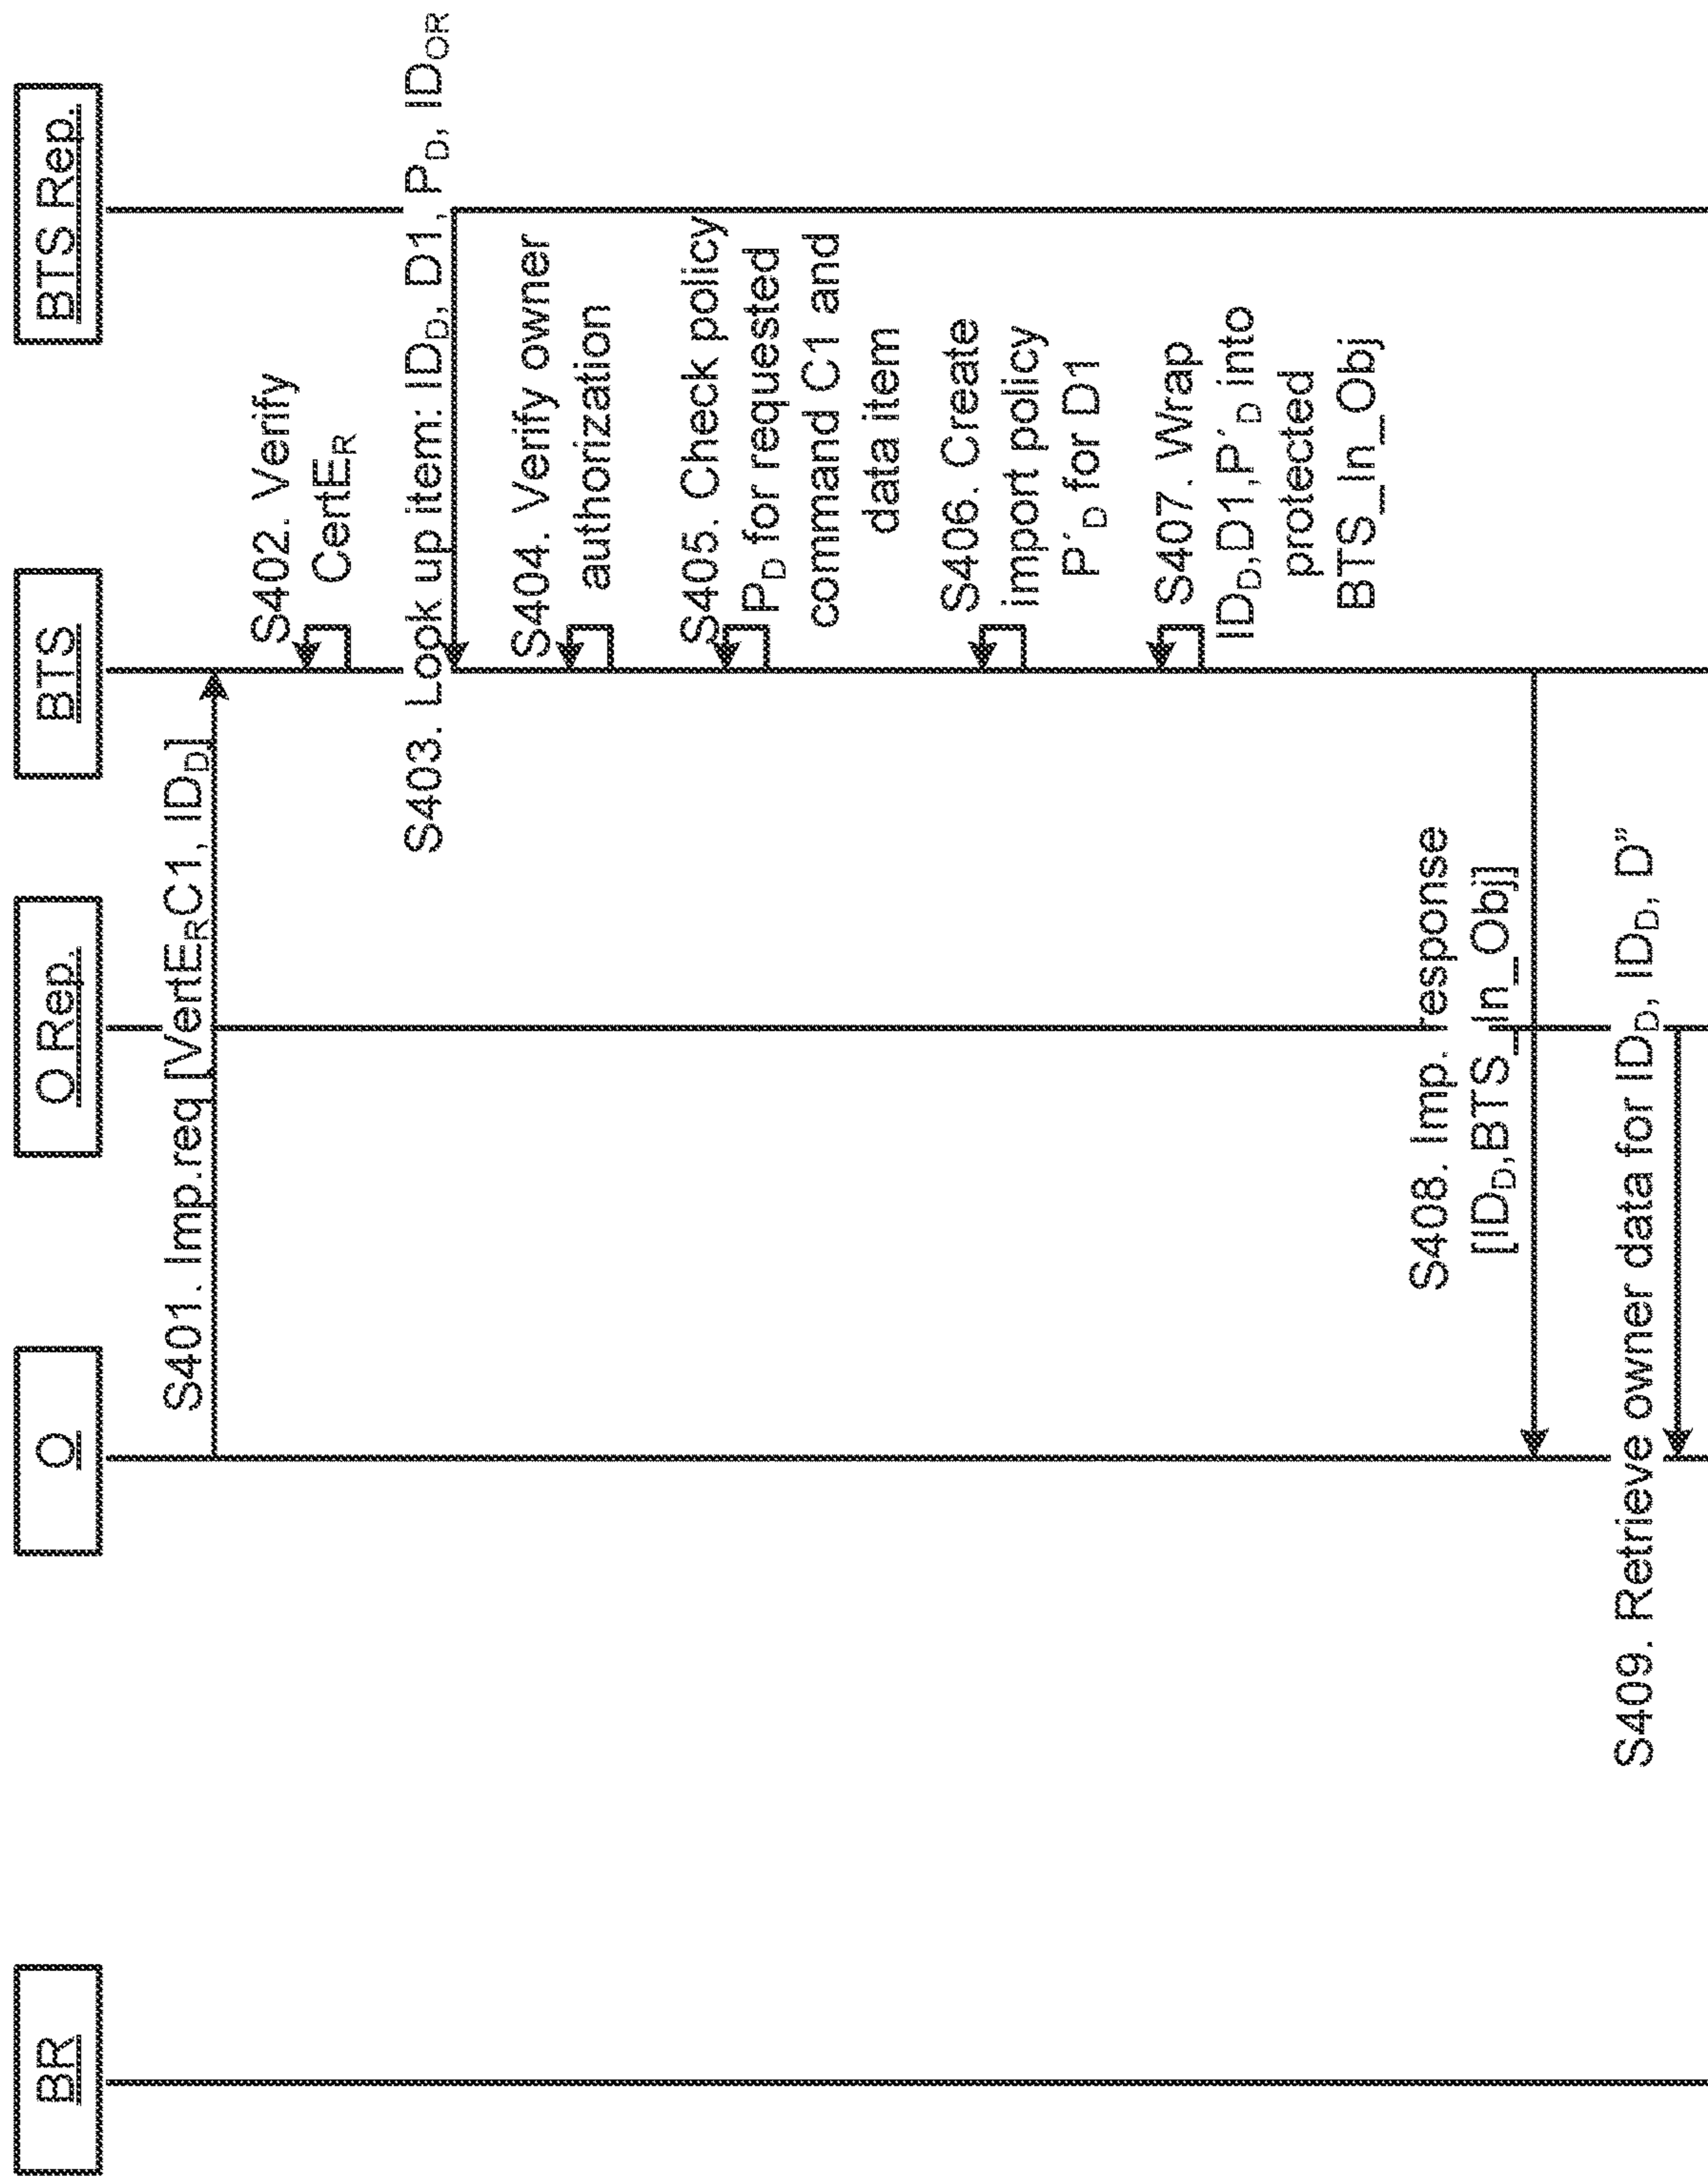 BR
O
O Rep.
BTS
BTS Rep.
S401. Imp.req [VertE_RC1, ID_D]
S402. Verify
CertE_R
S403. Look up item: ID_D, D1, P_D, ID_OR
S404. Verify owner
authorization
S405. Check policy
P_D for requested
command C1 and
data item
S406. Create
import policy
P´_D for D1
S407. Wrap
ID_D,D1,P´_D into
protected
BTS_In_Obj
S408. Imp. response
[ID_D,BTS_In_Obj]
S409. Retrieve owner data for ID_D, ID_D, D”